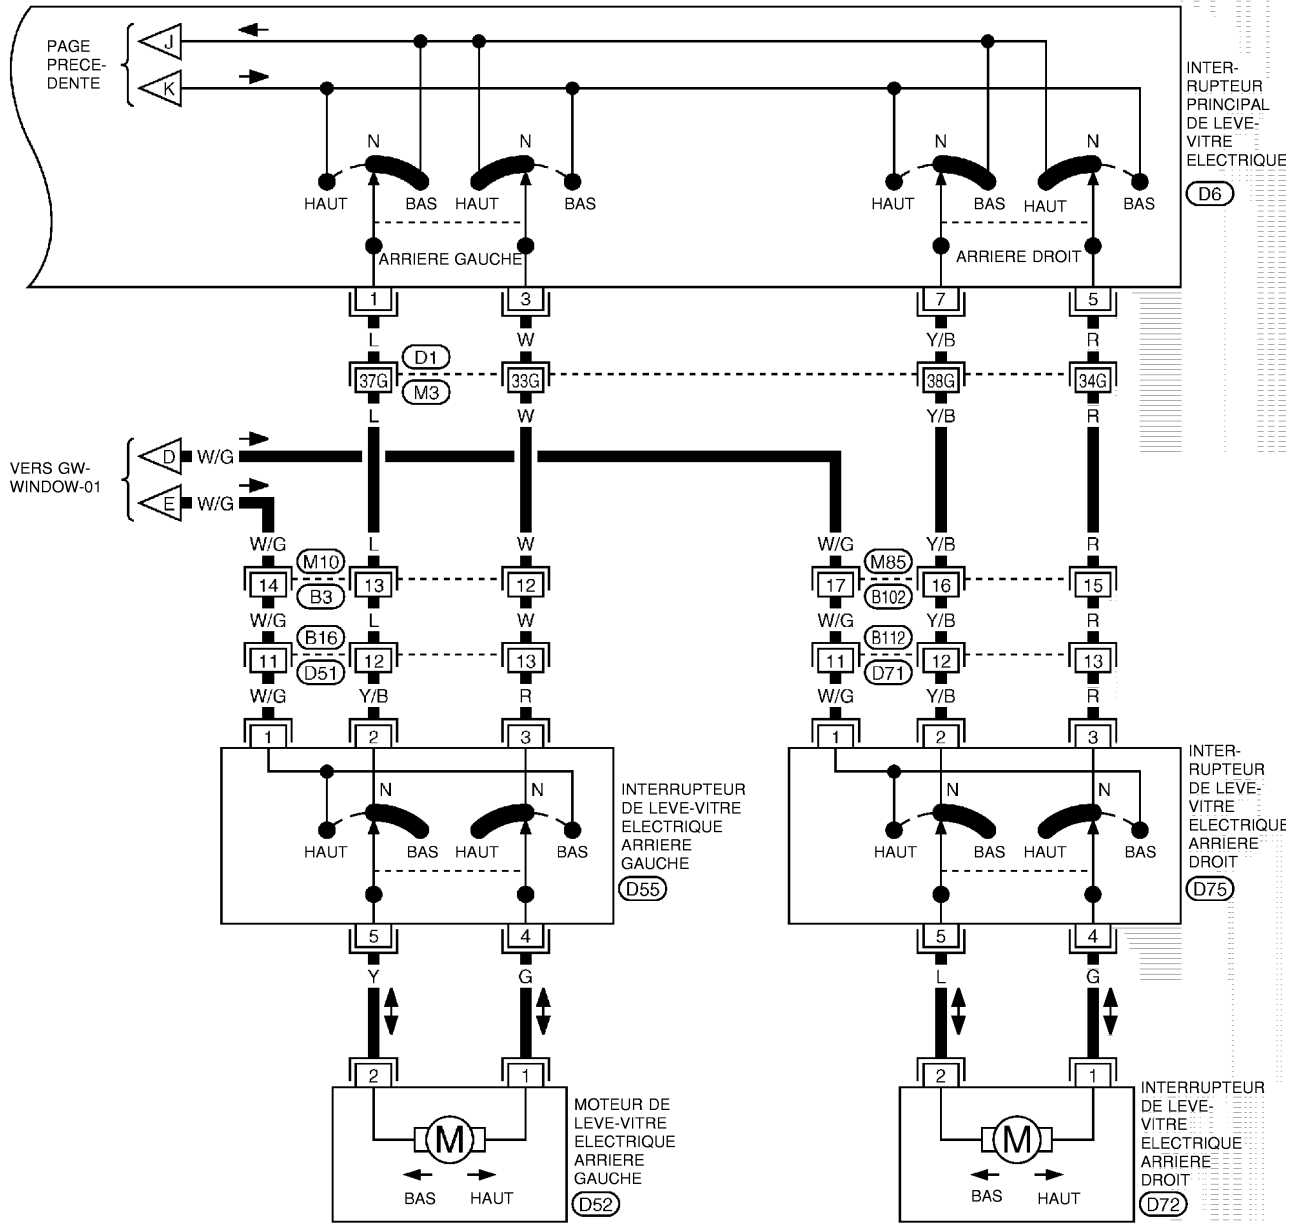 PAGE
PRECE-
DENTE
J
K
INTER-
RUPTEUR
PRINCIPAL
DE LEVE-
VITRE
ELECTRIQUE
D6
N
N
N
N
HAUT
BAS
HAUT
BAS
HAUT
BAS
HAUT
BAS
ARRIERE GAUCHE
ARRIERE DROIT
1
3
7
5
L
W
Y/B
R
D1
37G
33G
38G
34G
M3
L
W
Y/B
R
VERS GW-
WINDOW-01
D
W/G
E
W/G
W/G
L
W
W/G
Y/B
R
M10
M85
14
13
12
17
16
15
B3
B102
W/G
L
W
W/G
Y/B
R
B16
B112
11
12
13
11
12
13
D51
D71
W/G
Y/B
R
W/G
Y/B
R
1
2
3
1
2
3
N
N
N
N
HAUT
BAS
HAUT
BAS
HAUT
BAS
HAUT
BAS
INTERRUPTEUR
DE LEVE-VITRE
ELECTRIQUE
ARRIERE
GAUCHE
D55
INTER-
RUPTEUR
DE LEVE-
VITRE
ELECTRIQUE
ARRIERE
DROIT
D75
5
4
5
4
Y
G
L
G
2
1
2
1
M
BAS
HAUT
MOTEUR DE
LEVE-VITRE
ELECTRIQUE
ARRIERE
GAUCHE
D52
M
BAS
HAUT
INTERRUPTEUR
DE LEVE-
VITRE
ELECTRIQUE
ARRIERE
DROIT
D72